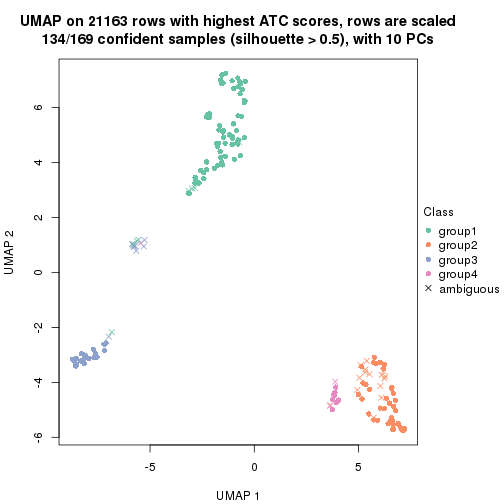 UMAP on 21163 rows with highest ATC scores, rows are scaled
134/169 confident samples (silhouette > 0.5), with 10 PCs
6
4
2
0
-2
-4
-6
UMAP 2
-5
0
5
UMAP 1
Class
group1
group2
group3
group4
ambiguous